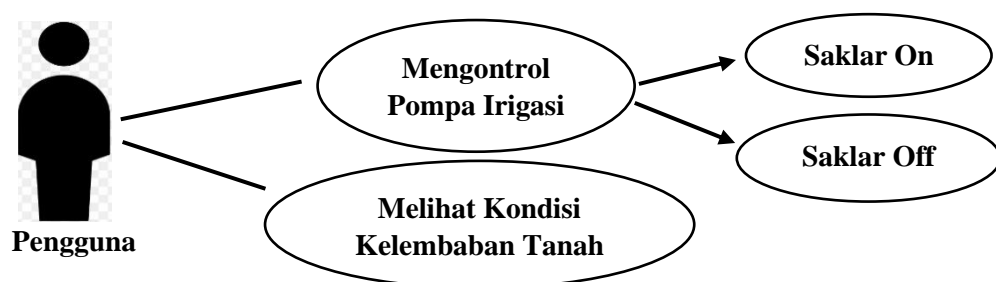 Mengontrol
Pompa Irigasi
Saklar On
Saklar Off
Melihat Kondisi
Kelembaban Tanah
Pengguna